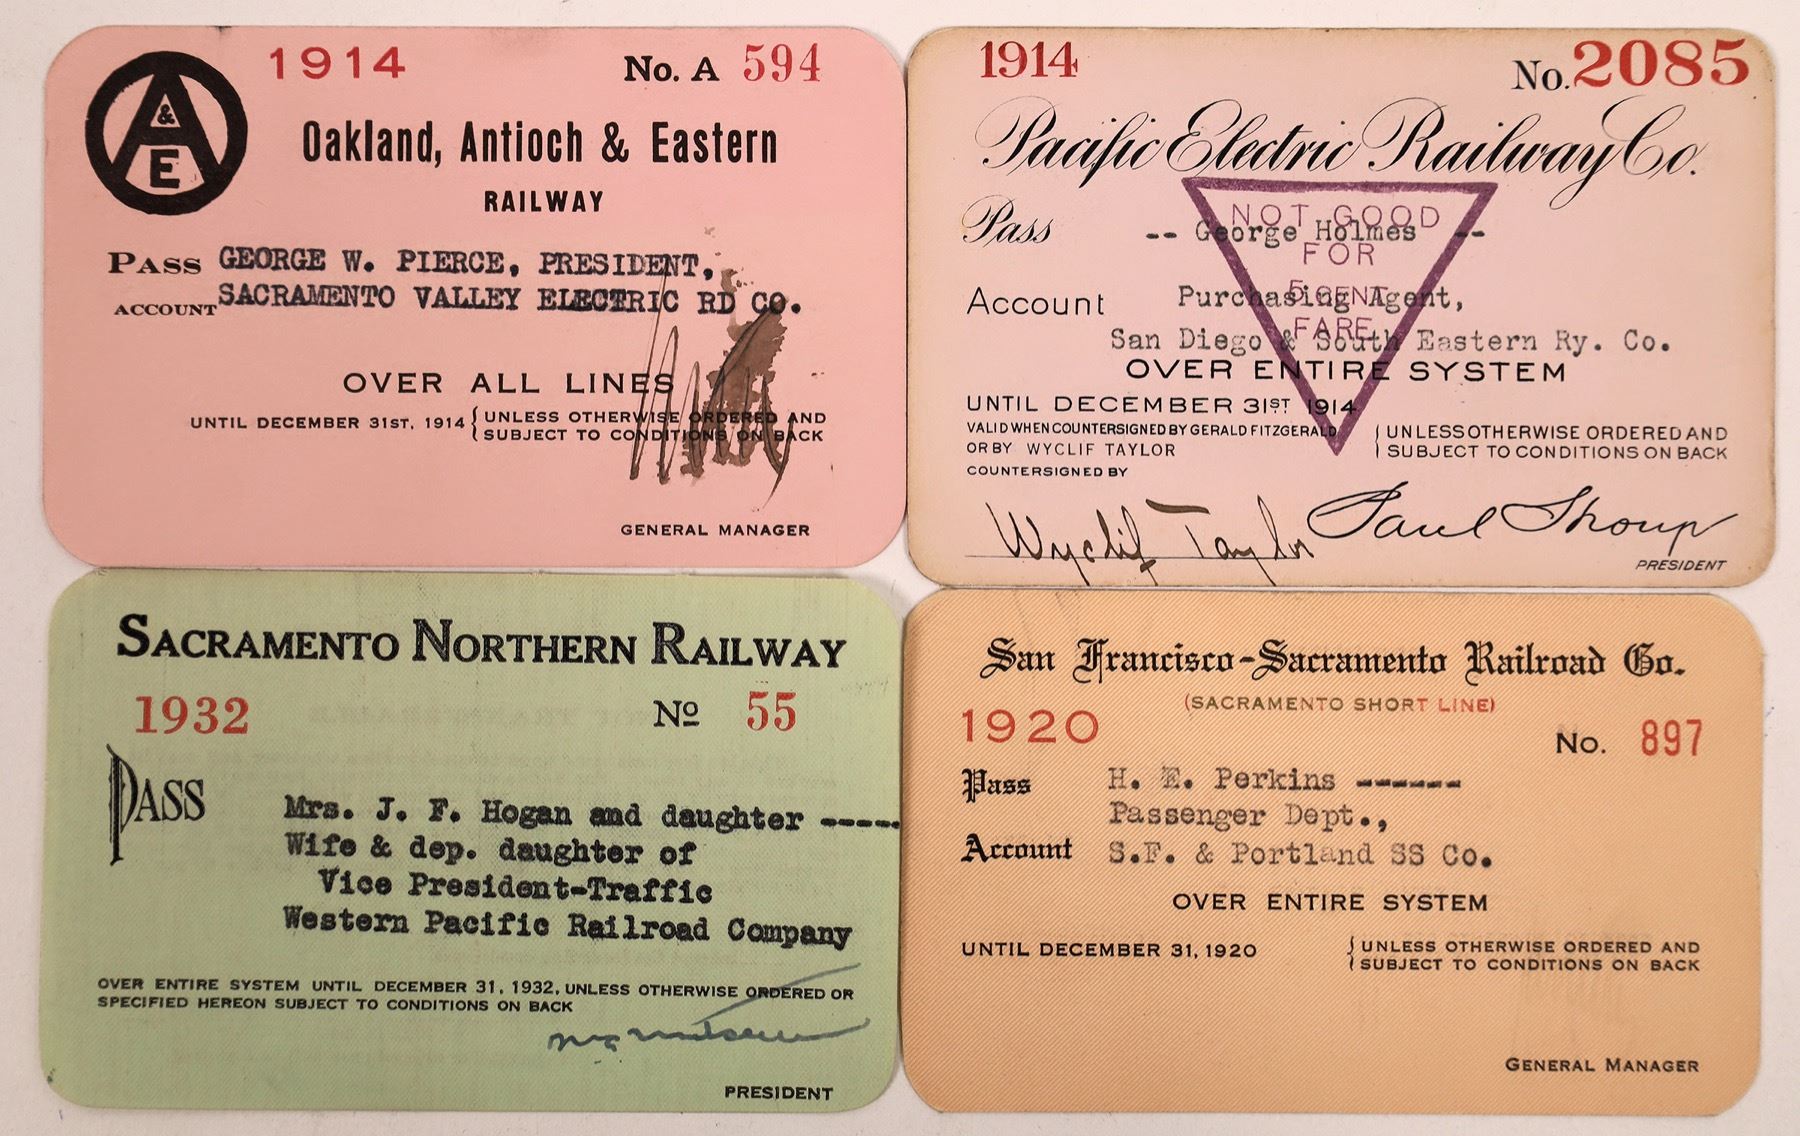 A & E
1914
No. A 594
Oakland, Antioch & Eastern
RAILWAY
PASS GEORGE W. PIERCE, PRESIDENT,
ACCOUNT SACRAMENTO VALLEY ELECTRIC RD CO.
OVER ALL LINES
UNTIL DECEMBER 31ST, 1914 { UNLESS OTHERWISE ORDERED AND
SUBJECT TO CONDITIONS ON BACK
GENERAL MANAGER
1914
No. 2085
Pacific Electric Railway Co.
Pass -- George Holmes --
Account Purchasing Agent,
San Diego & South Eastern Ry. Co.
NOT GOOD
FOR
5 CENT
FARE
OVER ENTIRE SYSTEM
UNTIL DECEMBER 31ST 1914
VALID WHEN COUNTERSIGNED BY GERALD FITZGERALD
OR BY WYCLIF TAYLOR
COUNTERSIGNED BY
{ UNLESS OTHERWISE ORDERED AND
SUBJECT TO CONDITIONS ON BACK
Wyclif Taylor
Paul Shoup
PRESIDENT
SACRAMENTO NORTHERN RAILWAY
1932
No 55
PASS
Mrs. J. F. Hogan and daughter -----
Wife & dep. daughter of
Vice President-Traffic
Western Pacific Railroad Company
OVER ENTIRE SYSTEM UNTIL DECEMBER 31, 1932, UNLESS OTHERWISE ORDERED OR
SPECIFIED HEREON SUBJECT TO CONDITIONS ON BACK
PRESIDENT
San Francisco-Sacramento Railroad Co.
(SACRAMENTO SHORT LINE)
1920
No. 897
Pass H. E. Perkins ------
Passenger Dept.,
Account S.F. & Portland SS Co.
OVER ENTIRE SYSTEM
UNTIL DECEMBER 31, 1920 { UNLESS OTHERWISE ORDERED AND
SUBJECT TO CONDITIONS ON BACK
GENERAL MANAGER